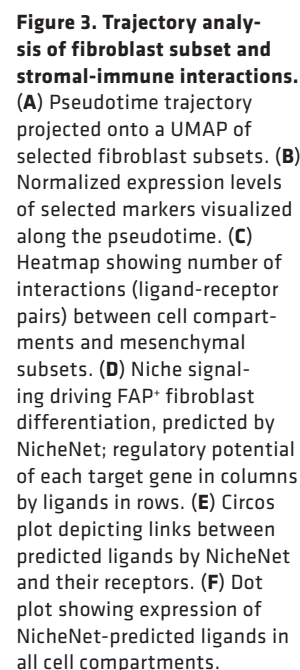 Figure 3. Trajectory analy-
sis of fibroblast subset and
stromal-immune interactions.
(A) Pseudotime trajectory
projected onto a UMAP of
selected fibroblast subsets. (B)
Normalized expression levels
of selected markers visualized
along the pseudotime. (C)
Heatmap showing number of
interactions (ligand-receptor
pairs) between cell compart-
ments and mesenchymal
subsets. (D) Niche signal-
ing driving FAP⁺ fibroblast
differentiation, predicted by
NicheNet; regulatory potential
of each target gene in columns
by ligands in rows. (E) Circos
plot depicting links between
predicted ligands by NicheNet
and their receptors. (F) Dot
plot showing expression of
NicheNet-predicted ligands in
all cell compartments.